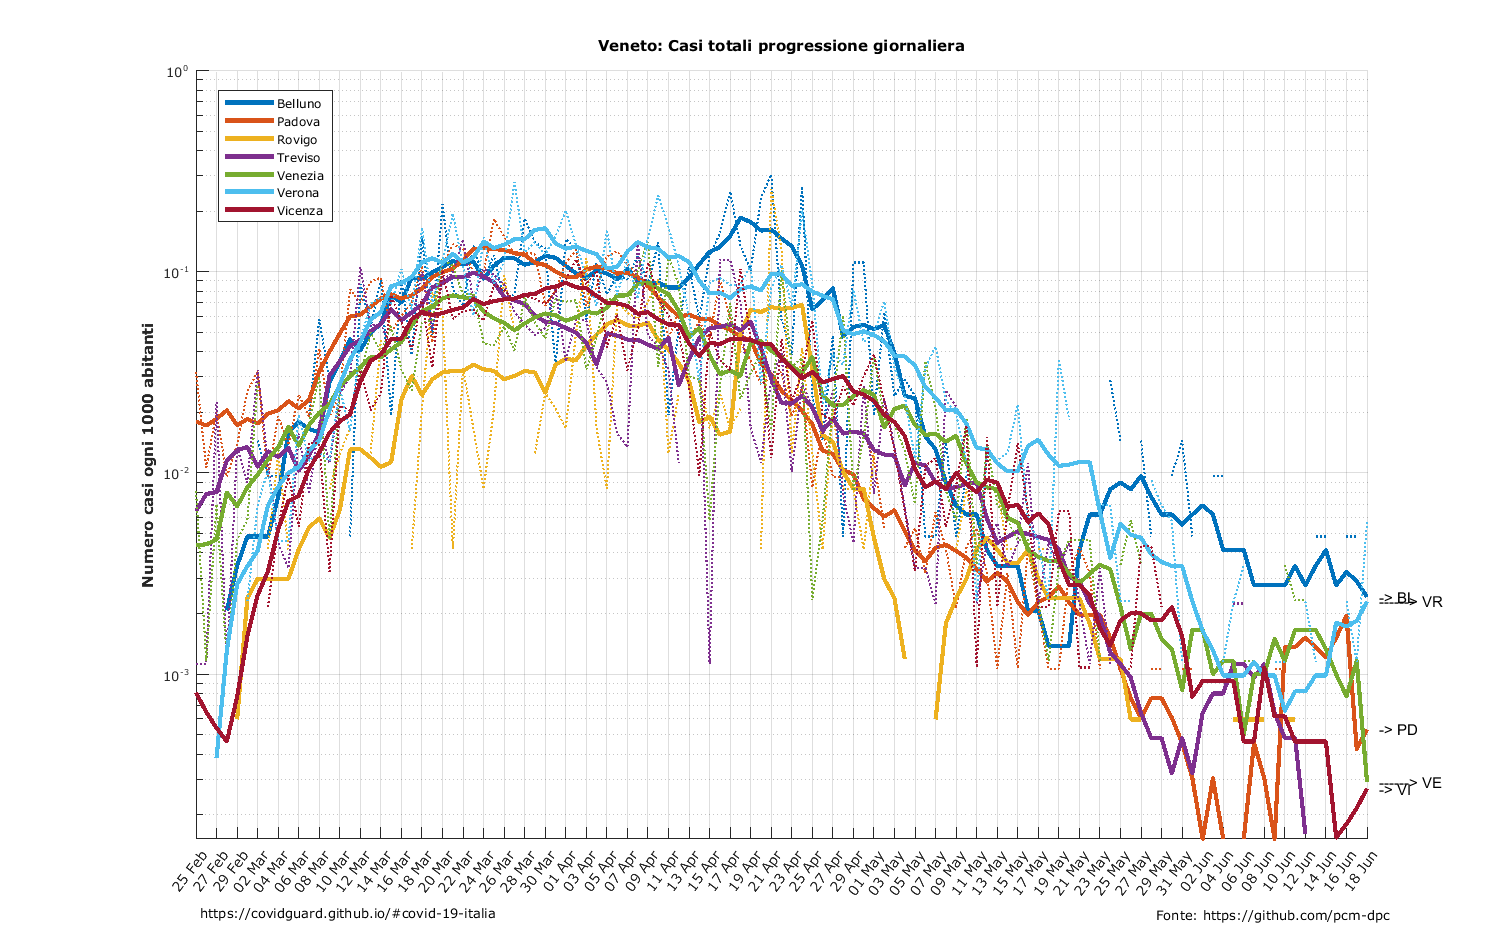 Veneto: Casi totali progressione giornaliera
10⁰
10⁻¹
10⁻²
10⁻³
Numero casi ogni 1000 abitanti
Belluno
Padova
Rovigo
Treviso
Venezia
Verona
Vicenza
-> BL
-----> VR
-> PD
-----> VE
-> VI
25 Feb
27 Feb
29 Feb
02 Mar
04 Mar
06 Mar
08 Mar
10 Mar
12 Mar
14 Mar
16 Mar
18 Mar
20 Mar
22 Mar
24 Mar
26 Mar
28 Mar
30 Mar
01 Apr
03 Apr
05 Apr
07 Apr
09 Apr
11 Apr
13 Apr
15 Apr
17 Apr
19 Apr
21 Apr
23 Apr
25 Apr
27 Apr
29 Apr
01 May
03 May
05 May
07 May
09 May
11 May
13 May
15 May
17 May
19 May
21 May
23 May
25 May
27 May
29 May
31 May
02 Jun
04 Jun
06 Jun
08 Jun
10 Jun
12 Jun
14 Jun
16 Jun
18 Jun
https://covidguard.github.io/#covid-19-italia
Fonte: https://github.com/pcm-dpc